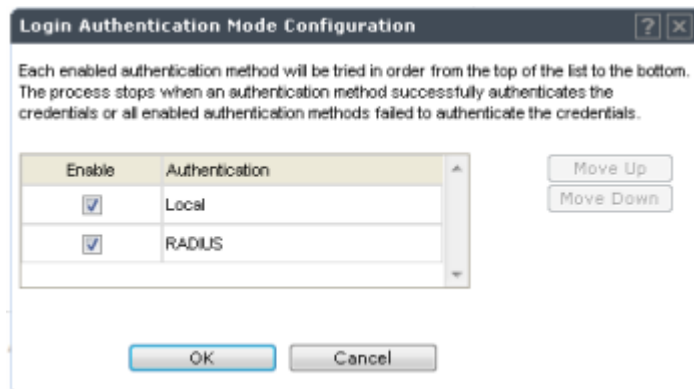 Login Authentication Mode Configuration ? x
Each enabled authentication method will be tried in order from the top of the list to the bottom.
The process stops when an authentication method successfully authenticates the
credentials or all enabled authentication methods failed to authenticate the credentials.
Enable Authentication
Move Up
Local
Move Down
RADIUS
OK Cancel